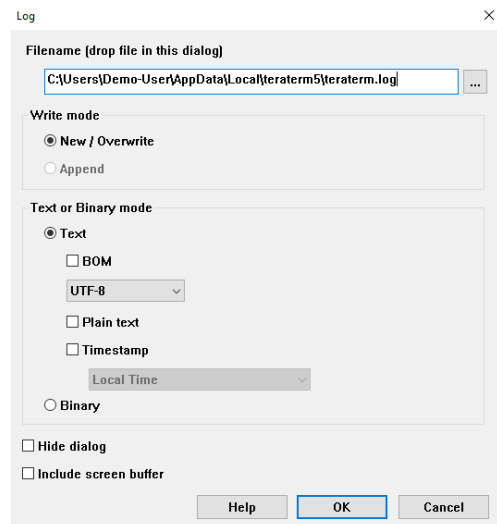 Log
Filename (drop file in this dialog)
C:\Users\Demo-User\AppData\Local\teraterm5\teraterm.log
...
Write mode
New / Overwrite
Append
Text or Binary mode
Text
BOM
UTF-8
Plain text
Timestamp
Local Time
Binary
Hide dialog
Include screen buffer
Help OK Cancel